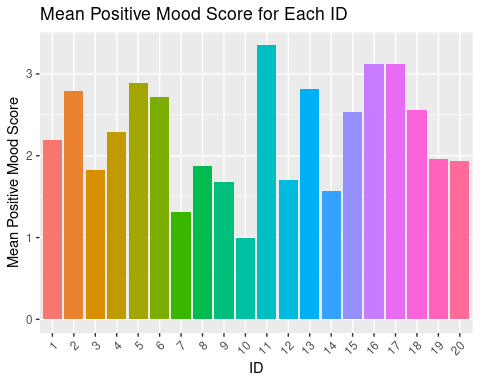 Mean Positive Mood Score for Each ID
Mean Positive Mood Score
3
2
1
0
1 2 3 4 5 6 7 8 9 10 11 12 13 14 15 16 17 18 19 20
ID